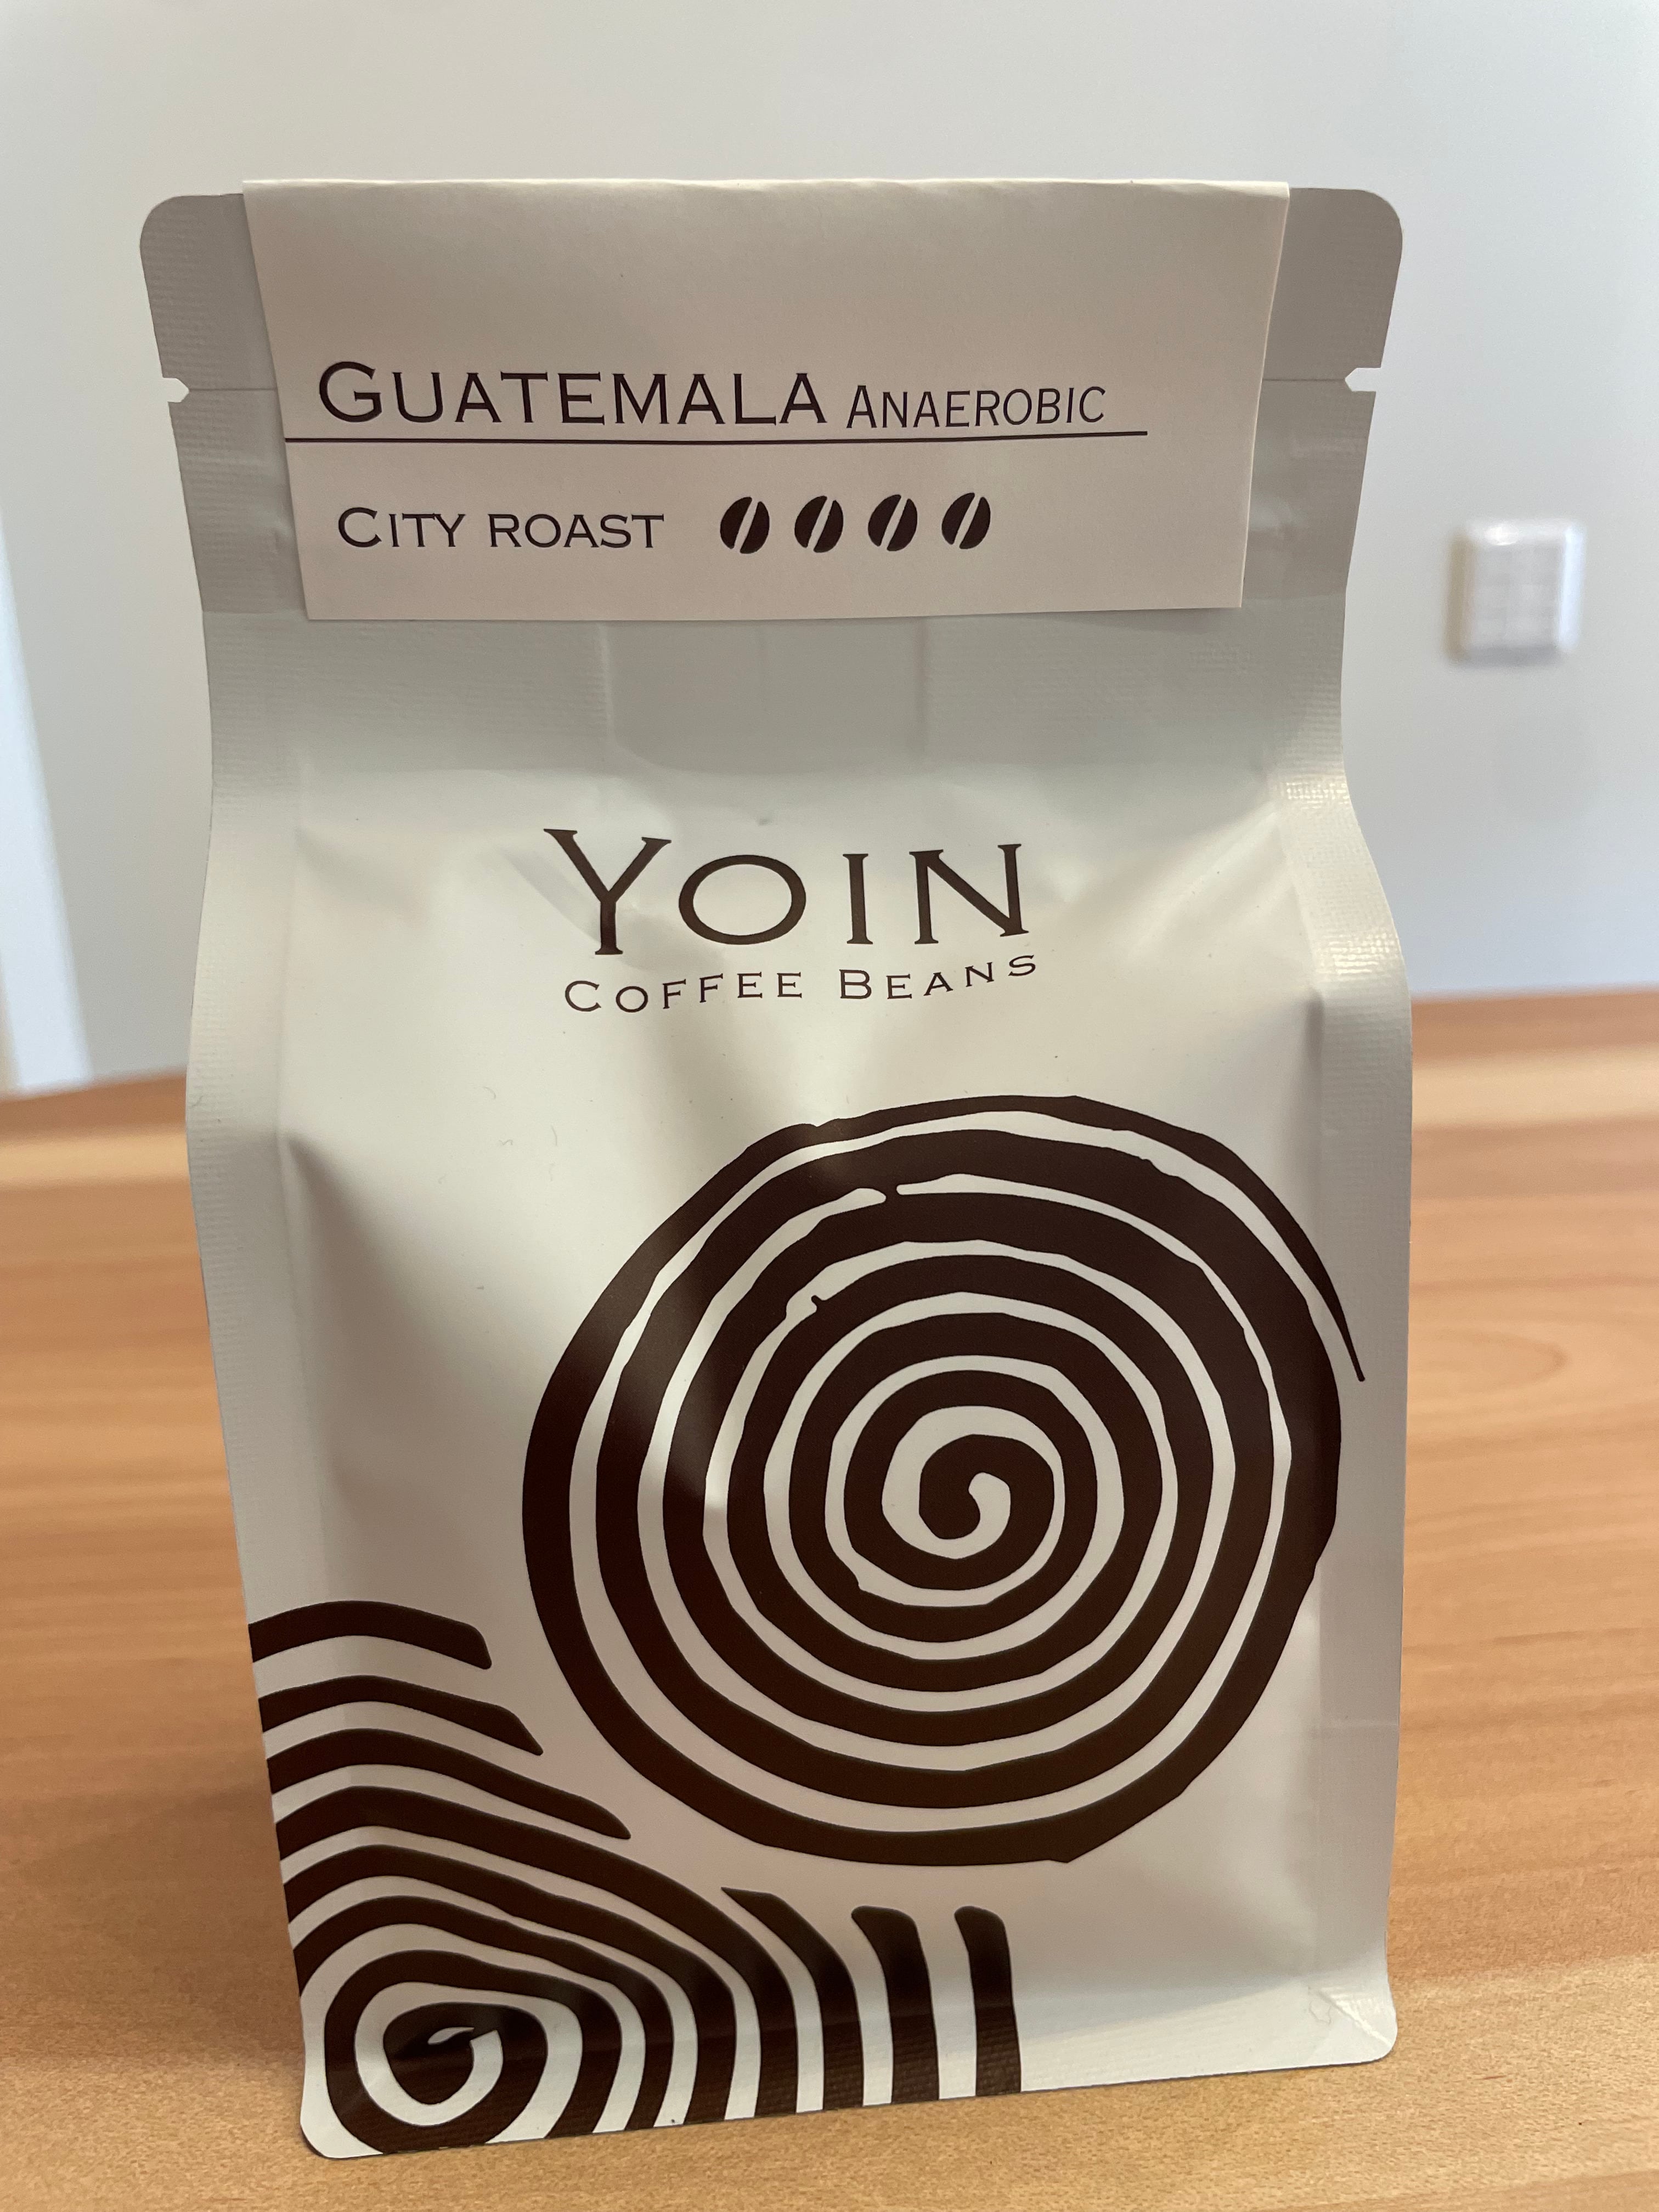 GUATEMALA ANAEROBIC
CITY ROAST
YOIN
COFFEE BEANS